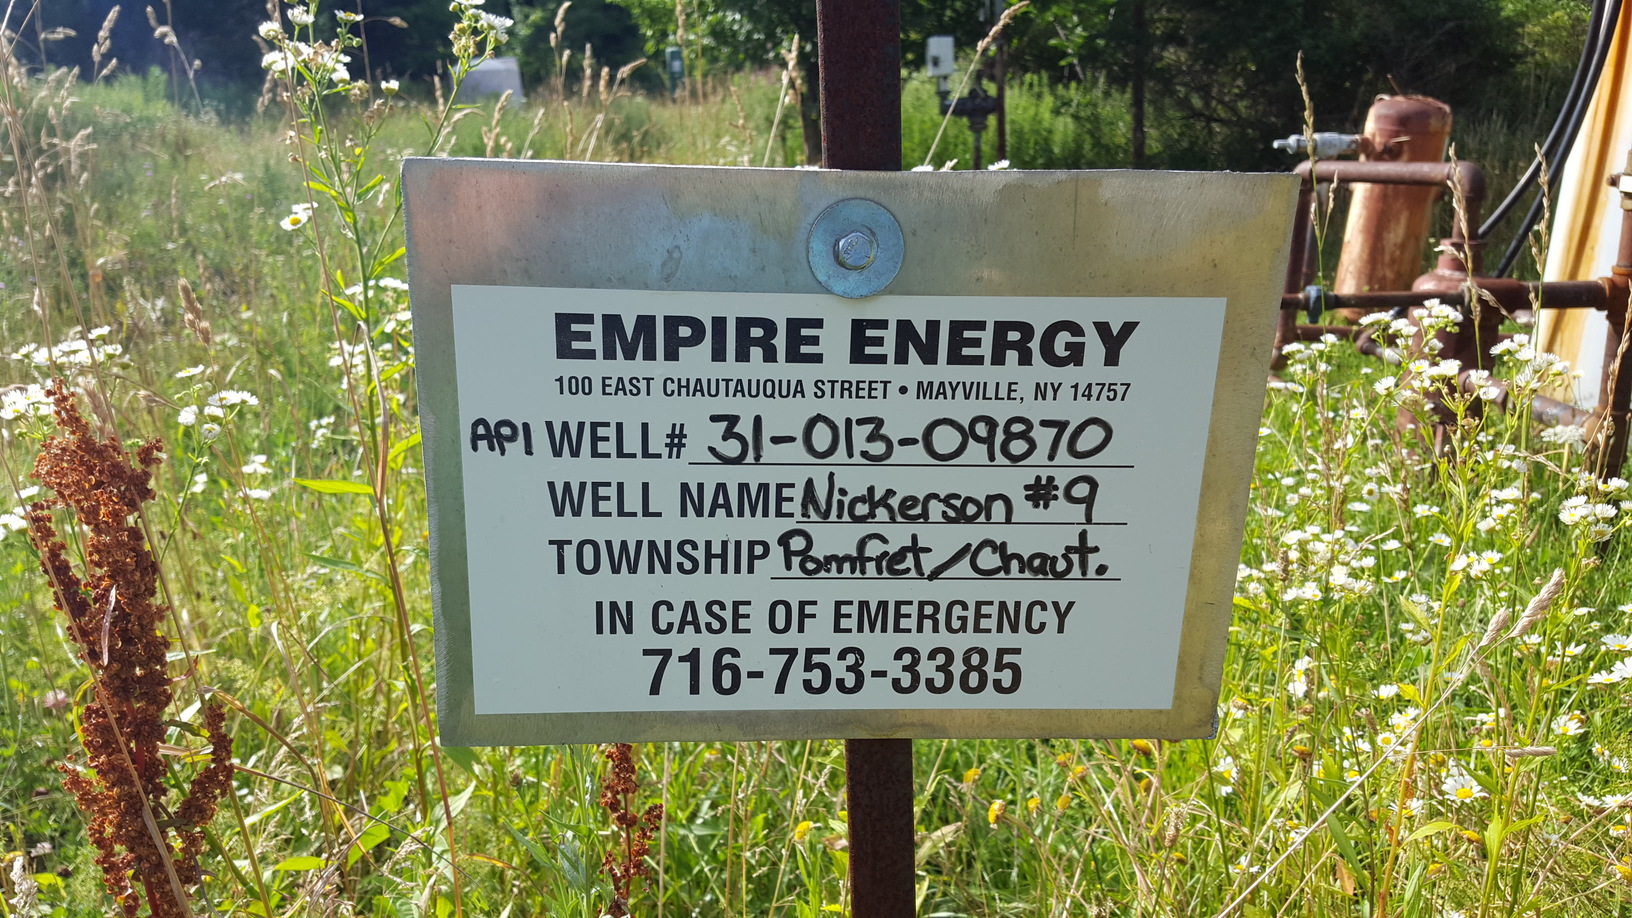 EMPIRE ENERGY
100 EAST CHAUTAUQUA STREET • MAYVILLE, NY 14757
API WELL# 31-013-09870
WELL NAME Nickerson #9
TOWNSHIP Pomfret/Chaut.
IN CASE OF EMERGENCY
716-753-3385